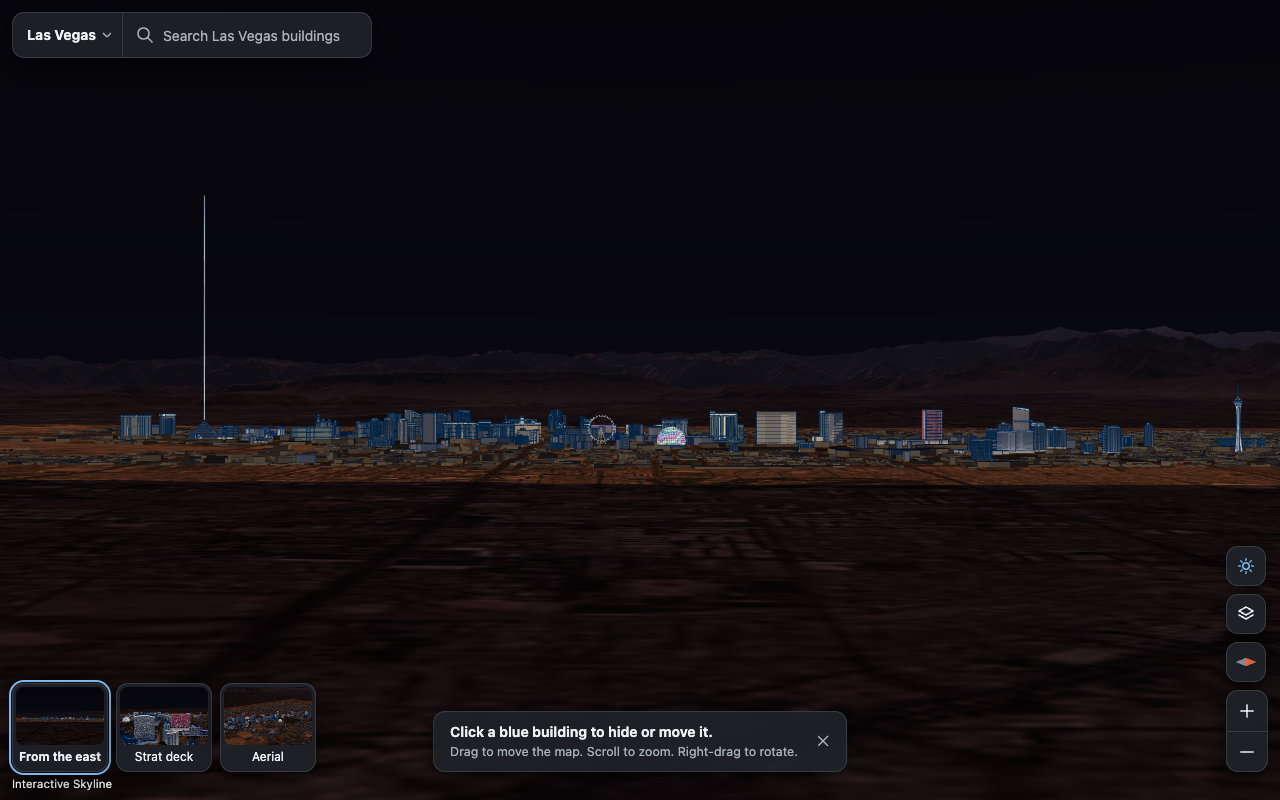 Las Vegas
Search Las Vegas buildings
From the east
Strat deck
Aerial
Interactive Skyline
Click a blue building to hide or move it.
Drag to move the map. Scroll to zoom. Right-drag to rotate.